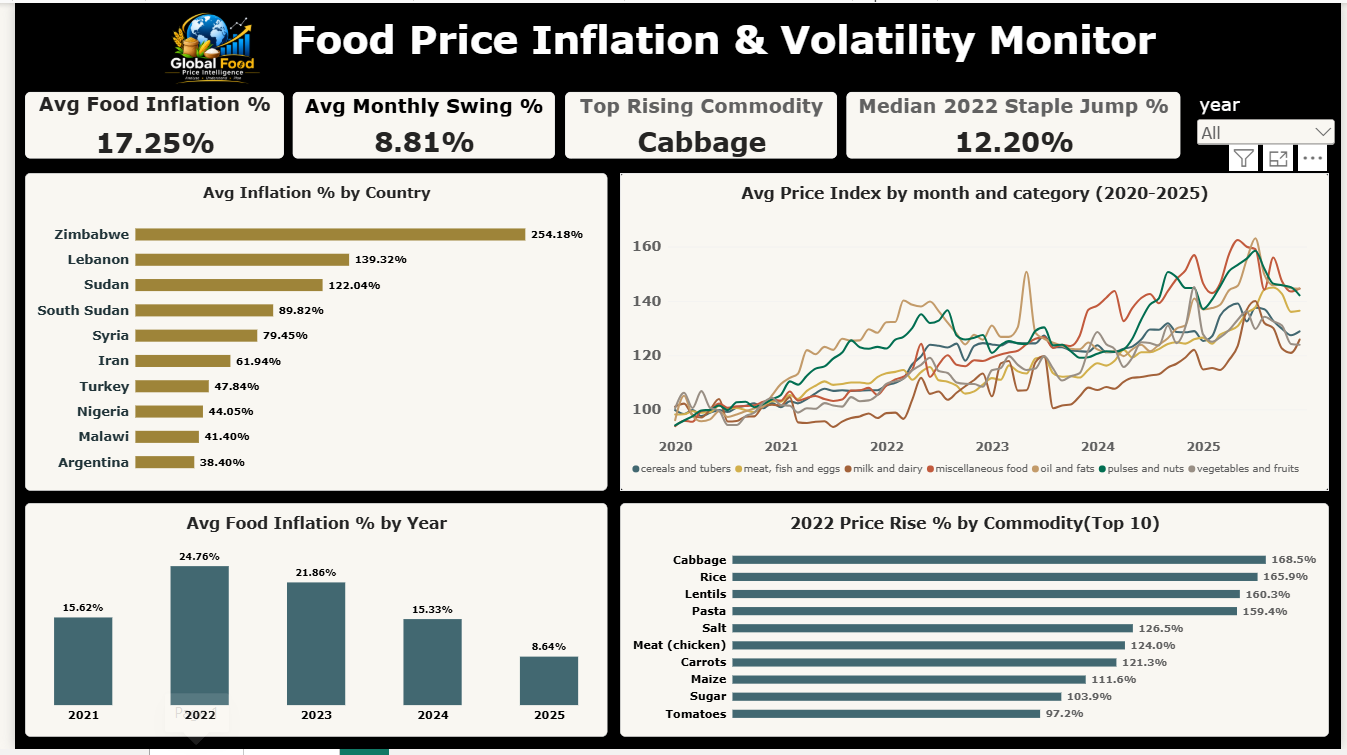 Food Price Inflation & Volatility Monitor
Global Food
Price Intelligence
Avg Food Inflation %
17.25%
Avg Monthly Swing %
8.81%
Top Rising Commodity
Cabbage
Median 2022 Staple Jump %
12.20%
year
All
Avg Inflation % by Country
Zimbabwe 254.18%
Lebanon 139.32%
Sudan 122.04%
South Sudan 89.82%
Syria 79.45%
Iran 61.94%
Turkey 47.84%
Nigeria 44.05%
Malawi 41.40%
Argentina 38.40%
Avg Price Index by month and category (2020-2025)
160
140
120
100
2020 2021 2022 2023 2024 2025
cereals and tubers meat, fish and eggs milk and dairy miscellaneous food oil and fats pulses and nuts vegetables and fruits
Avg Food Inflation % by Year
15.62% 24.76% 21.86% 15.33% 8.64%
2021 2022 2023 2024 2025
2022 Price Rise % by Commodity(Top 10)
Cabbage 168.5%
Rice 165.9%
Lentils 160.3%
Pasta 159.4%
Salt 126.5%
Meat (chicken) 124.0%
Carrots 121.3%
Maize 111.6%
Sugar 103.9%
Tomatoes 97.2%